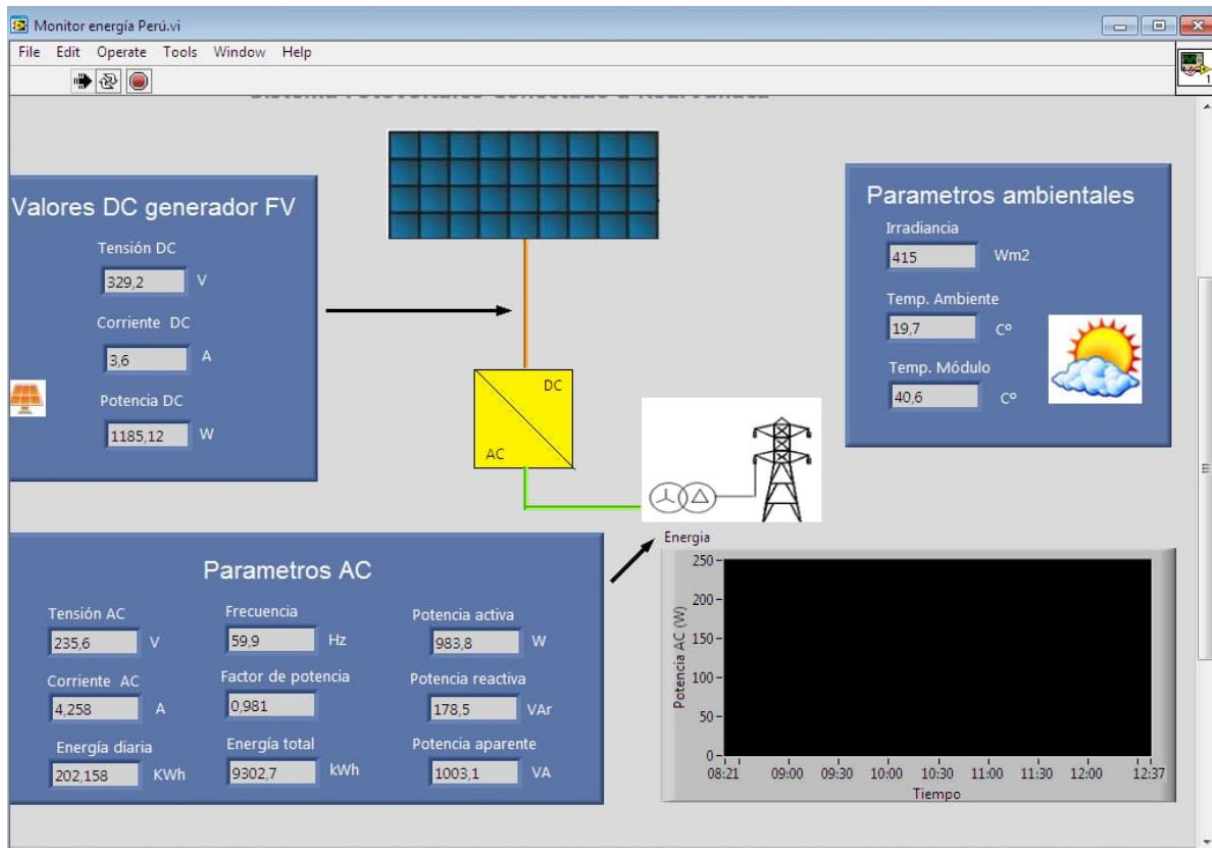 Monitor energía Perú.vi
File Edit Operate Tools Window Help
1
Valores DC generador FV
Tensión DC
329,2 V
Corriente DC
3,6 A
Potencia DC
1185,12 W
DC
AC
Parametros ambientales
Irradiancia
415 Wm2
Temp. Ambiente
19,7 Cº
Temp. Módulo
40,6 Cº
Parametros AC
Tensión AC
235,6 V
Frecuencia
59,9 Hz
Potencia activa
983,8 W
Corriente AC
4,258 A
Factor de potencia
0,981
Potencia reactiva
178,5 VAr
Energía diaria
202,158 KWh
Energía total
9302,7 kWh
Potencia aparente
1003,1 VA
Energia
Potencia AC (W)
250
200
150
100
50
0
08:21 09:00 09:30 10:00 10:30 11:00 11:30 12:00 12:37
Tiempo